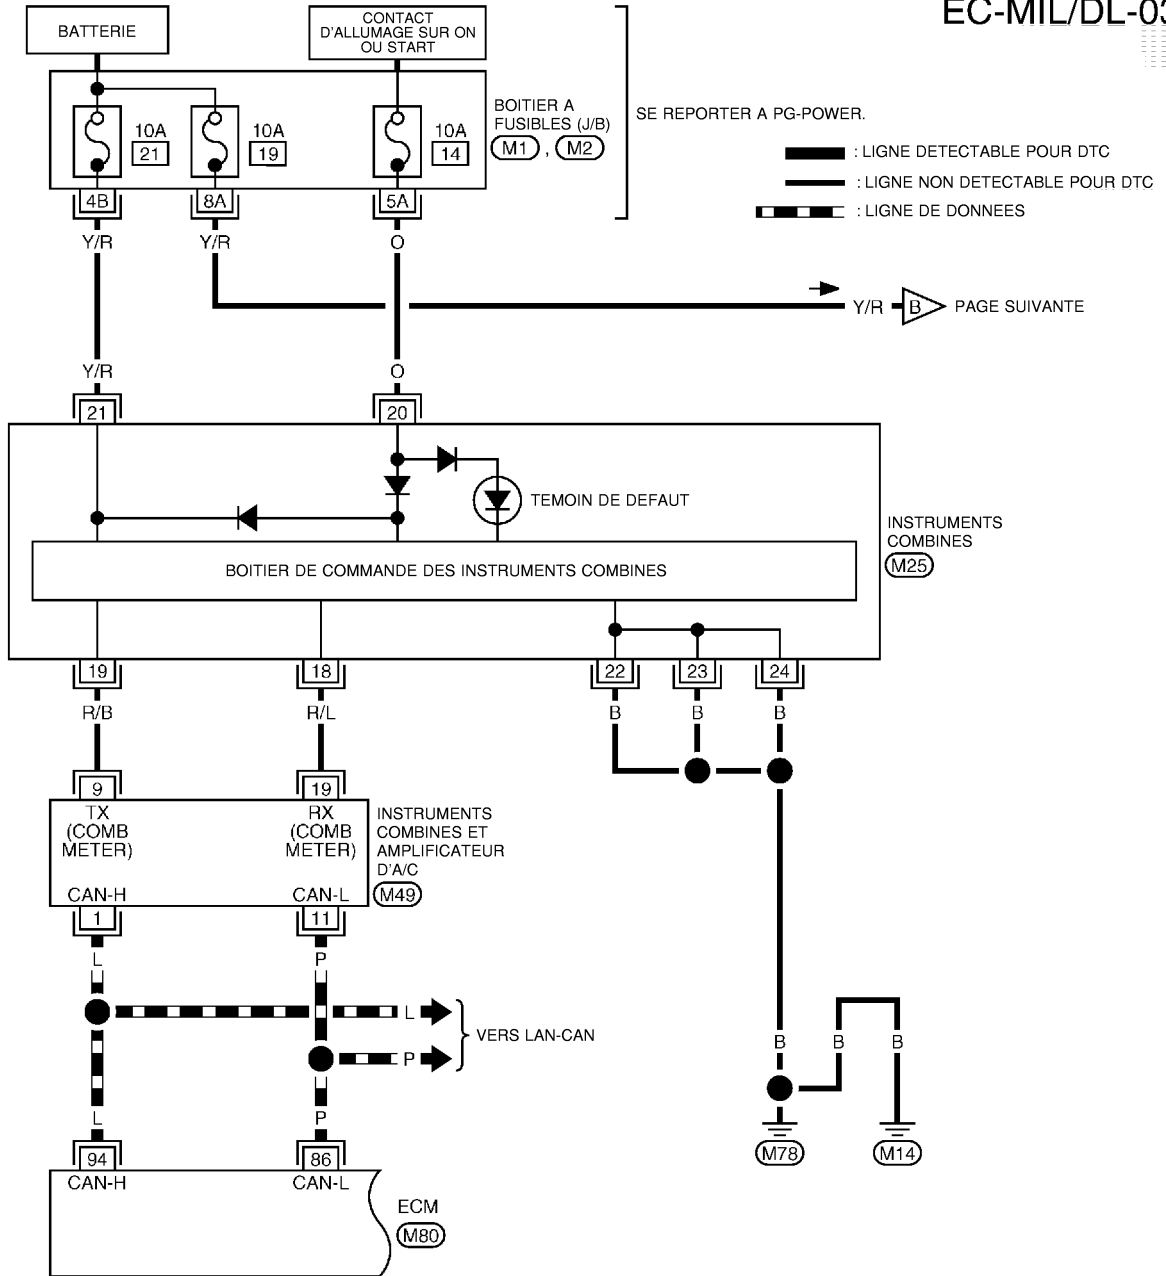 EC-MIL/DL-03
BATTERIE
CONTACT
D'ALLUMAGE SUR ON
OU START
BOITIER A
FUSIBLES (J/B)
M1 , M2
SE REPORTER A PG-POWER.
10A
21
10A
19
10A
14
: LIGNE DETECTABLE POUR DTC
: LIGNE NON DETECTABLE POUR DTC
: LIGNE DE DONNEES
4B
8A
5A
Y/R
Y/R
O
Y/R
B
PAGE SUIVANTE
Y/R
O
21
20
TEMOIN DE DEFAUT
INSTRUMENTS
COMBINES
M25
BOITIER DE COMMANDE DES INSTRUMENTS COMBINES
19
18
22
23
24
R/B
R/L
B
B
B
9
19
TX
(COMB
METER)
RX
(COMB
METER)
INSTRUMENTS
COMBINES ET
AMPLIFICATEUR
D'A/C
M49
CAN-H
CAN-L
1
11
L
P
L
P
VERS LAN-CAN
B
B
B
L
P
94
86
M78
M14
CAN-H
CAN-L
ECM
M80